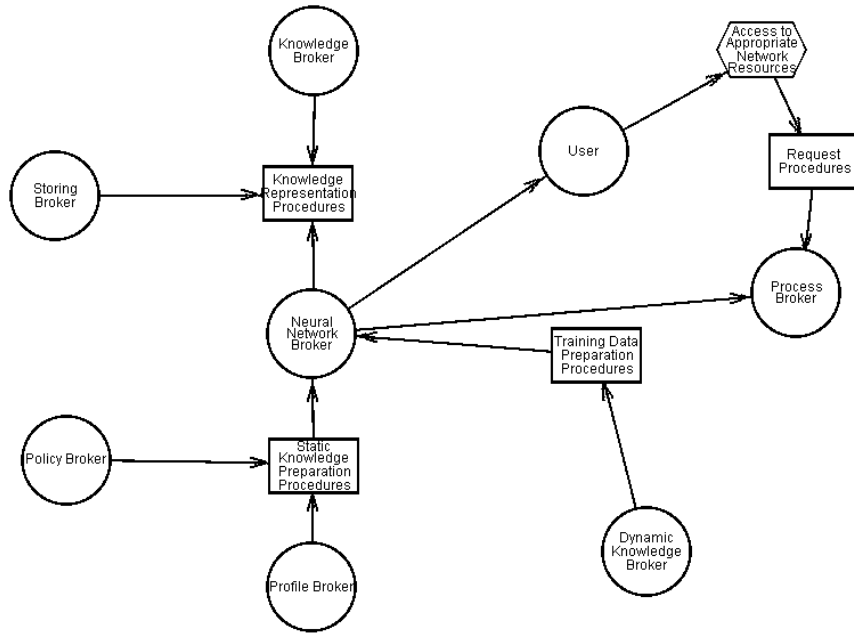 Knowledge
Broker
Access to
Appropriate
Network
Resources
User
Request
Procedures
Storing
Broker
Knowledge
Representation
Procedures
Process
Broker
Neural
Network
Broker
Training Data
Preparation
Procedures
Policy Broker
Static
Knowledge
Preparation
Procedures
Dynamic
Knowledge
Broker
Profile Broker